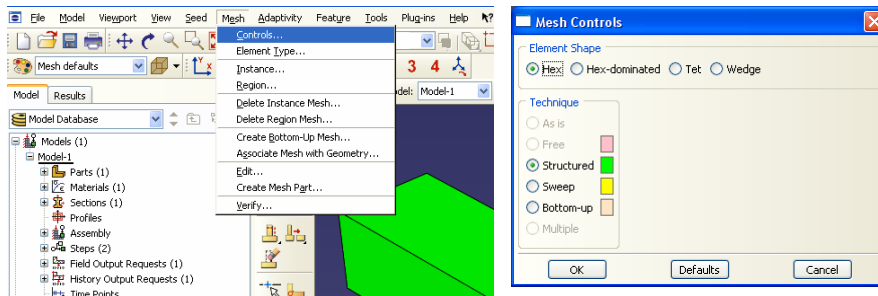 File Model Viewport View Seed Mesh Adaptivity Feature Tools Plug-ins Help
Controls...
Element Type...
Instance...
Region...
Delete Instance Mesh...
Delete Region Mesh...
Create Bottom-Up Mesh...
Associate Mesh with Geometry...
Edit...
Create Mesh Part...
Verify...
Mesh defaults
3 4
Model Results
Model-1
Model Database
Models (1)
Model-1
Parts (1)
Materials (1)
Sections (1)
Profiles
Assembly
Steps (2)
Field Output Requests (1)
History Output Requests (1)
Time Points
Mesh Controls
Element Shape
Hex Hex-dominated Tet Wedge
Technique
As is
Free
Structured
Sweep
Bottom-up
Multiple
OK Defaults Cancel